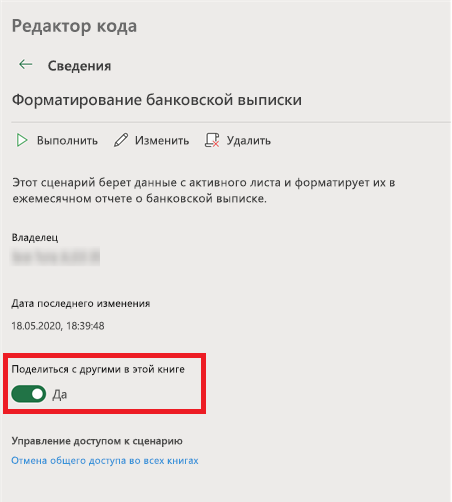 Редактор кода
Сведения
Форматирование банковской выписки
Выполнить Изменить Удалить
Этот сценарий берет данные с активного листа и форматирует их в
ежемесячном отчете о банковской выписке.
Владелец
Дата последнего изменения
18.05.2020, 18:39:48
Поделиться с другими в этой книге
Да
Управление доступом к сценарию
Отмена общего доступа во всех книгах